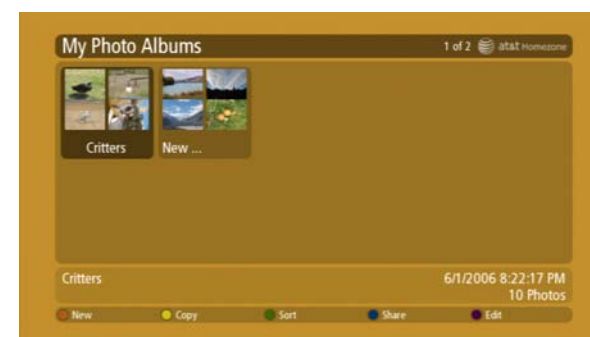 My Photo Albums 1 of 2 at&t Homezone
Critters New ...
Critters 6/1/2006 8:22:17 PM
10 Photos
New Copy Sort Share Edit